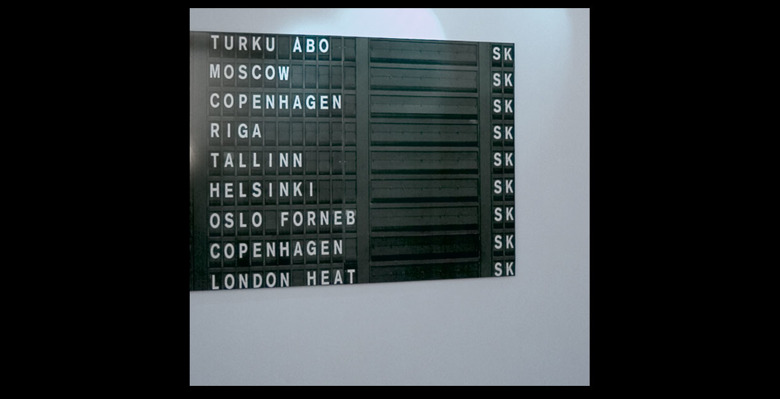 TURKU ÅBO SK
MOSCOW SK
COPENHAGEN SK
RIGA SK
TALLINN SK
HELSINKI SK
OSLO FORNEB SK
COPENHAGEN SK
LONDON HEAT SK